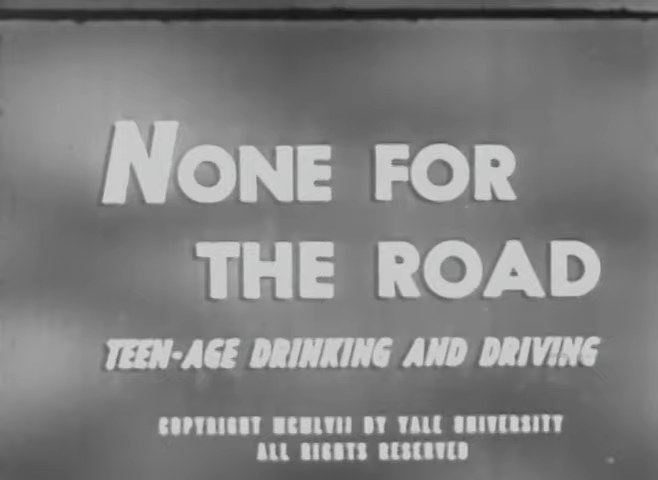 NONE FOR
THE ROAD
TEEN-AGE DRINKING AND DRIVING
COPYRIGHT MCMLVII BY YALE UNIVERSITY
ALL RIGHTS RESERVED